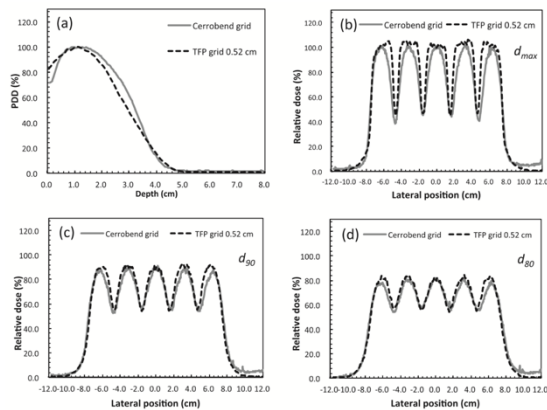 (a)
Cerrobend grid
TFP grid 0.52 cm
PDD (%)
120.0
100.0
80.0
60.0
40.0
20.0
0.0
0.0 1.0 2.0 3.0 4.0 5.0 6.0 7.0 8.0
Depth (cm)
(b)
Cerrobend grid
TFP grid 0.52 cm
dmax
Relative dose (%)
120.0
100.0
80.0
60.0
40.0
20.0
0.0
-12.0-10.0 -8.0 -6.0 -4.0 -2.0 0.0 2.0 4.0 6.0 8.0 10.0 12.0
Lateral position (cm)
(c)
Cerrobend grid
TFP grid 0.52 cm
d90
Relative dose (%)
120.0
100.0
80.0
60.0
40.0
20.0
0.0
-12.0-10.0 -8.0 -6.0 -4.0 -2.0 0.0 2.0 4.0 6.0 8.0 10.0 12.0
Lateral position (cm)
(d)
Cerrobend grid
TFP grid 0.52 cm
d80
Relative dose (%)
120.0
100.0
80.0
60.0
40.0
20.0
0.0
-12.0-10.0 -8.0 -6.0 -4.0 -2.0 0.0 2.0 4.0 6.0 8.0 10.0 12.0
Lateral position (cm)